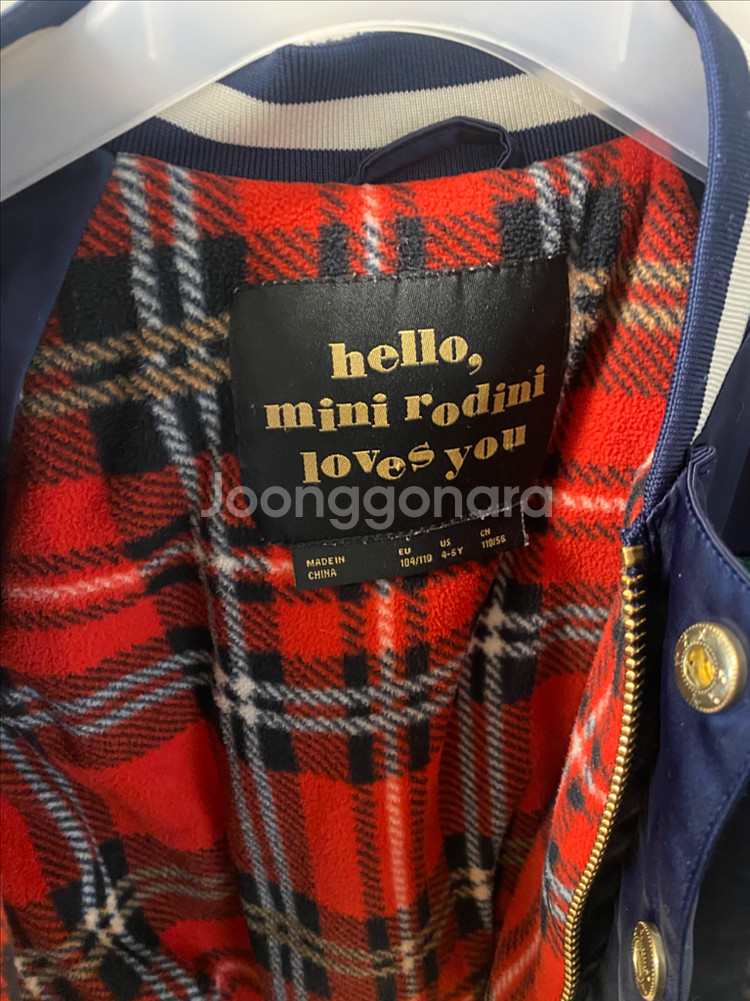 hello,
mini rodini
loves you
Joonggonara
MADE IN
CHINA
EU
104/110
US
4-5Y
CN
110/56